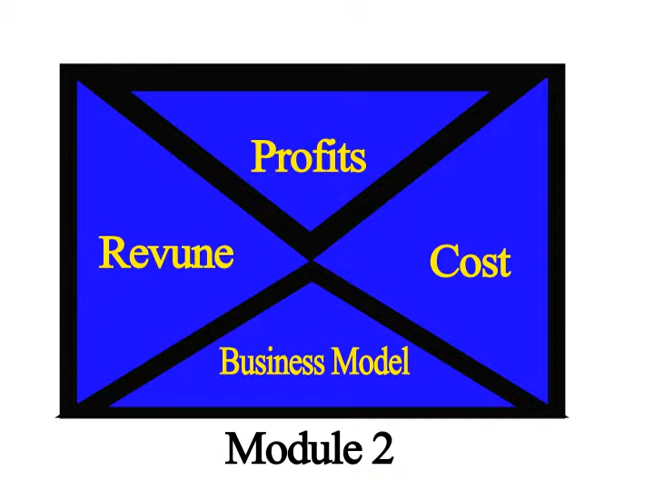 Profits
Revune
Cost
Business Model
Module 2